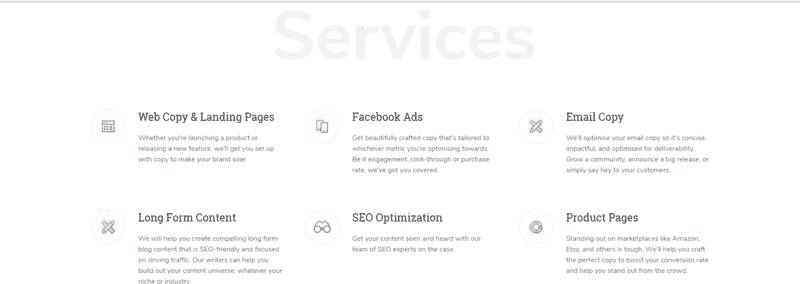 Services
Web Copy & Landing Pages
Whether you're launching a product or
releasing a new feature, we'll get you set up
with copy to make your brand soar.
Facebook Ads
Get beautifully crafted copy that's tailored to
whichever metric you're optimising towards.
Be it engagement, click-through or purchase
rate, we've got you covered.
Email Copy
We'll optimise your email copy so it's concise,
impactful, and optimised for deliverability.
Grow a community, announce a big release, or
simply say hey to your customers.
Long Form Content
We will help you create compelling long form
blog content that is SEO-friendly and focused
on driving traffic. Our writers can help you
build out your content universe, whatever your
niche or industry.
SEO Optimization
Get your content seen and heard with our
team of SEO experts on the case.
Product Pages
Standing out on marketplaces like Amazon,
Etsy, and others is tough. We'll help you craft
the perfect copy to boost your conversion rate
and help you stand out from the crowd.